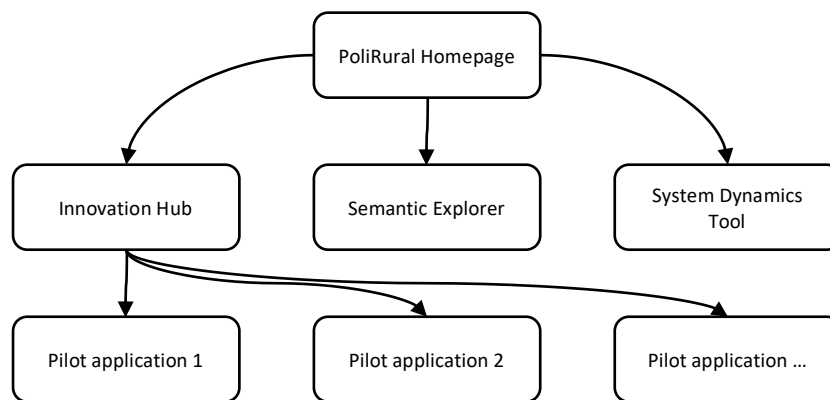 PoliRural Homepage
Innovation Hub
Semantic Explorer
System Dynamics
Tool
Pilot application 1
Pilot application 2
Pilot application ...